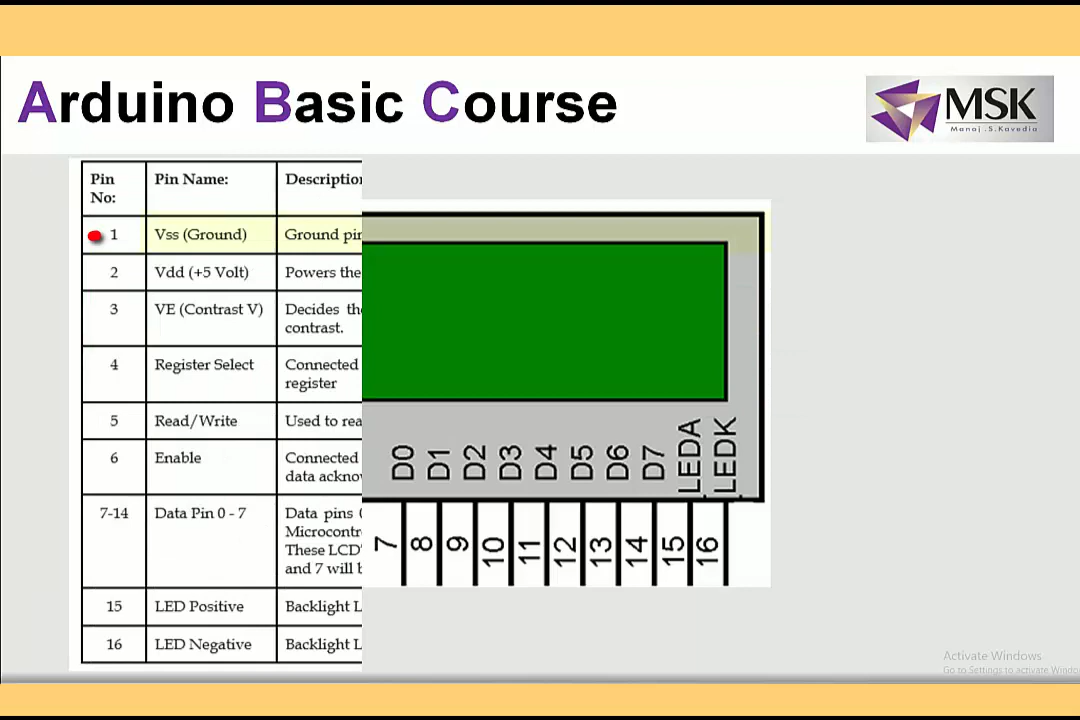 Arduino Basic Course
MSK
Manoj .S.Kavedia
Pin No:
Pin Name:
Description
1
Vss (Ground)
Ground pin
2
Vdd (+5 Volt)
Powers the
3
VE (Contrast V)
Decides the
contrast.
4
Register Select
Connected
register
5
Read/Write
Used to rea
6
Enable
Connected
data acknow
7-14
Data Pin 0 - 7
Data pins 0
Microcontr
These LCD'
and 7 will b
15
LED Positive
Backlight L
16
LED Negative
Backlight L
D0 D1 D2 D3 D4 D5 D6 D7 LEDA LEDK
7 8 9 10 11 12 13 14 15 16
Activate Windows
Go to Settings to activate Windo